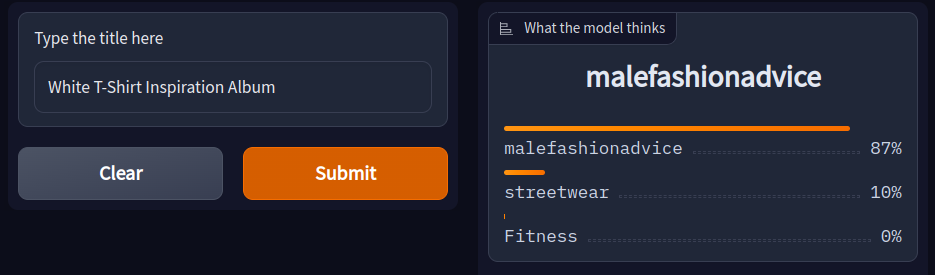 Type the title here
White T-Shirt Inspiration Album
Clear
Submit
What the model thinks
malefashionadvice
malefashionadvice 87%
streetwear 10%
Fitness 0%